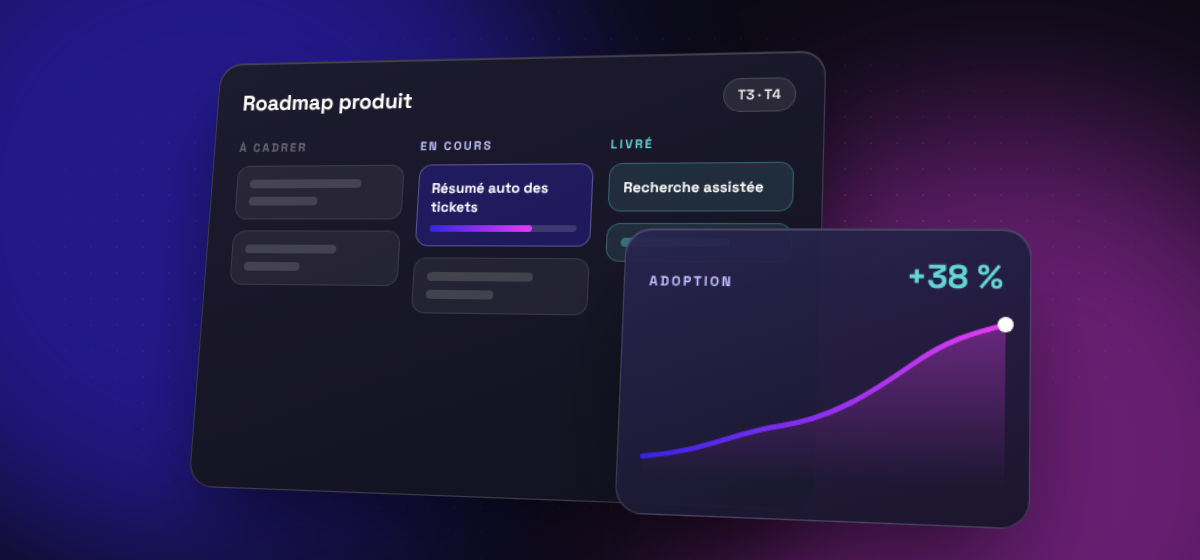 Roadmap produit
T3·T4
À CADRER
EN COURS
LIVRÉ
Résumé auto des
tickets
Recherche assistée
ADOPTION
+38 %